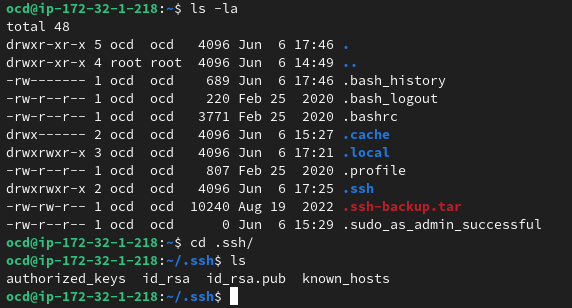 ocd@ip-172-32-1-218:~$ ls -la
total 48
drwxr-xr-x 5 ocd  ocd   4096 Jun  6 17:46 .
drwxr-xr-x 4 root root  4096 Jun  6 14:49 ..
-rw------- 1 ocd  ocd    689 Jun  6 17:46 .bash_history
-rw-r--r-- 1 ocd  ocd    220 Feb 25  2020 .bash_logout
-rw-r--r-- 1 ocd  ocd   3771 Feb 25  2020 .bashrc
drwx------ 2 ocd  ocd   4096 Jun  6 15:27 .cache
drwxrwxr-x 3 ocd  ocd   4096 Jun  6 17:21 .local
-rw-r--r-- 1 ocd  ocd    807 Feb 25  2020 .profile
drwxrwxr-x 2 ocd  ocd   4096 Jun  6 17:25 .ssh
-rw-rw-r-- 1 ocd  ocd  10240 Aug 19  2022 .ssh-backup.tar
-rw-r--r-- 1 ocd  ocd      0 Jun  6 15:29 .sudo_as_admin_successful
ocd@ip-172-32-1-218:~$ cd .ssh/
ocd@ip-172-32-1-218:~/.ssh$ ls
authorized_keys  id_rsa  id_rsa.pub  known_hosts
ocd@ip-172-32-1-218:~/.ssh$